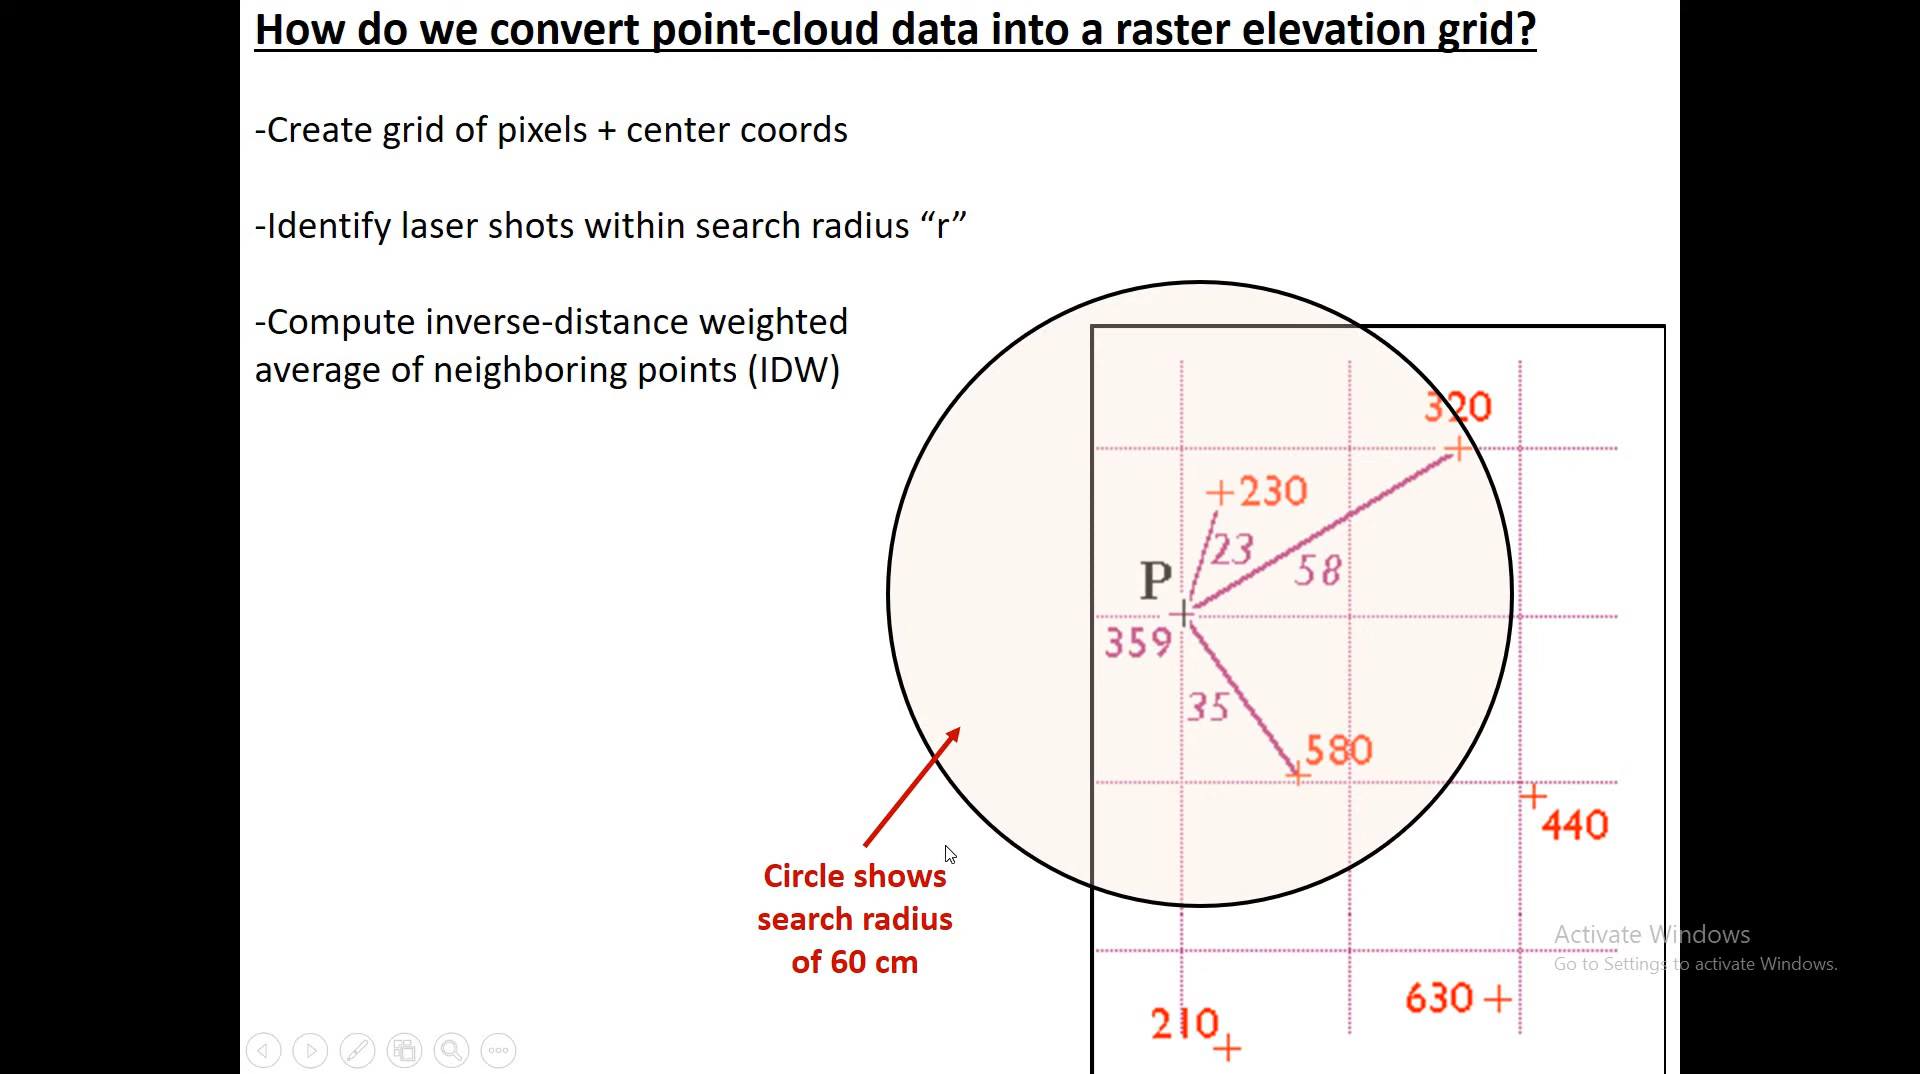 How do we convert point-cloud data into a raster elevation grid?
-Create grid of pixels + center coords
-Identify laser shots within search radius “r”
-Compute inverse-distance weighted
average of neighboring points (IDW)
320
+230
23
58
P
359
35
580
440
Circle shows
search radius
of 60 cm
630
210
Activate Windows
Go to Settings to activate Windows.